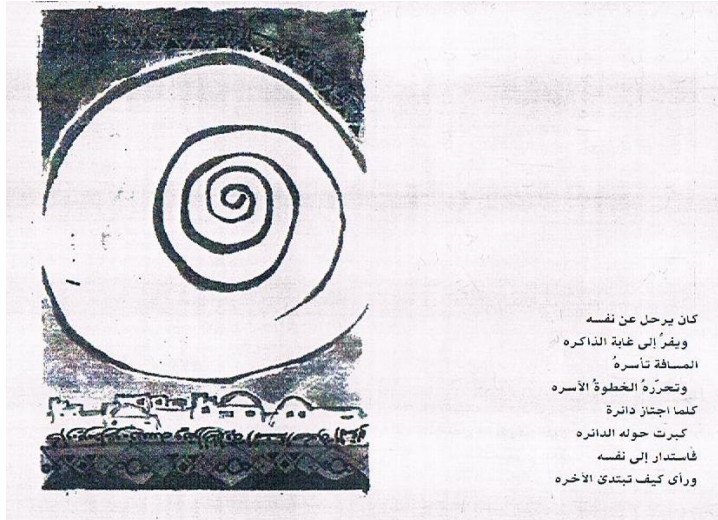 كان يرحل عن نفسه
ويفرُّ إلى غابة الذاكره
المسافة تأسرهُ
وتحرّرهُ الخطوةُ الآسره
كلما اجتاز دائرة
كبرت حوله الدائره
فاستدار إلى نفسه
ورأى كيف تبتدئ الآخره